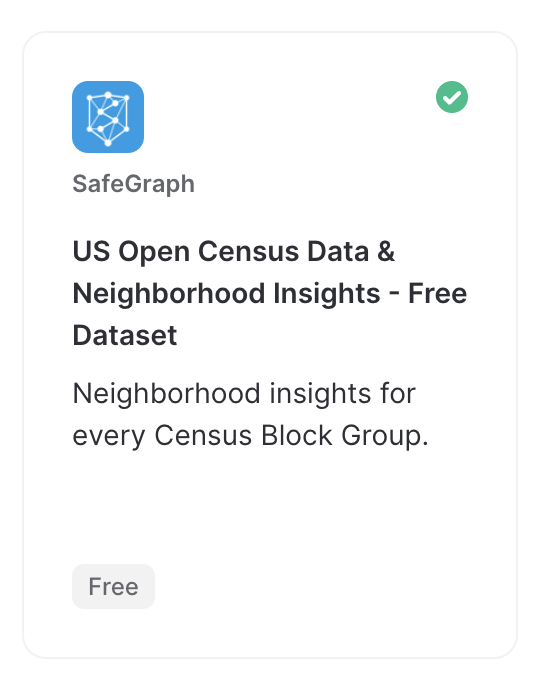 SafeGraph
US Open Census Data &
Neighborhood Insights - Free
Dataset
Neighborhood insights for
every Census Block Group.
Free